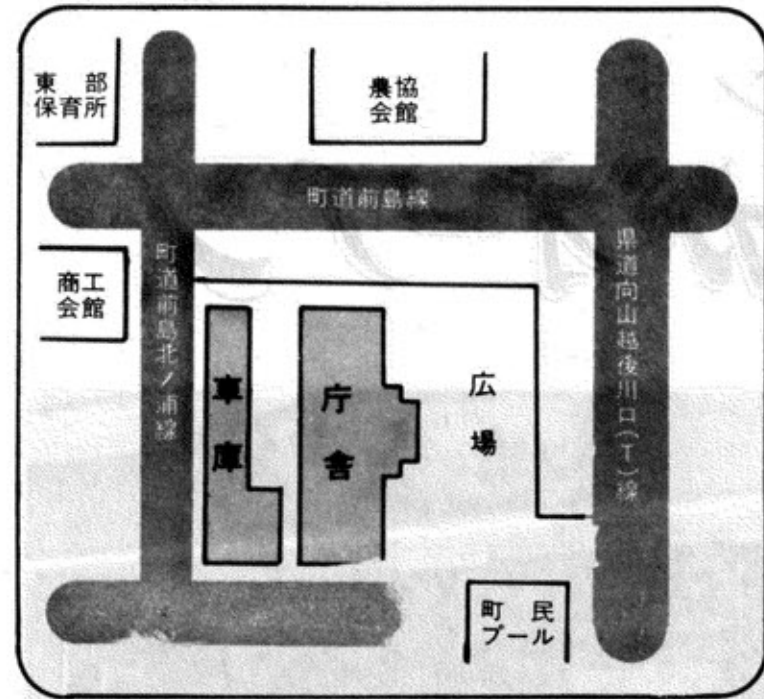 東部
保育所
農協
会館
町道前島線
商工
会館
町道前島北ノ浦線
県道向山越後川口(T)線
車庫
庁舎
広場
町民
プール